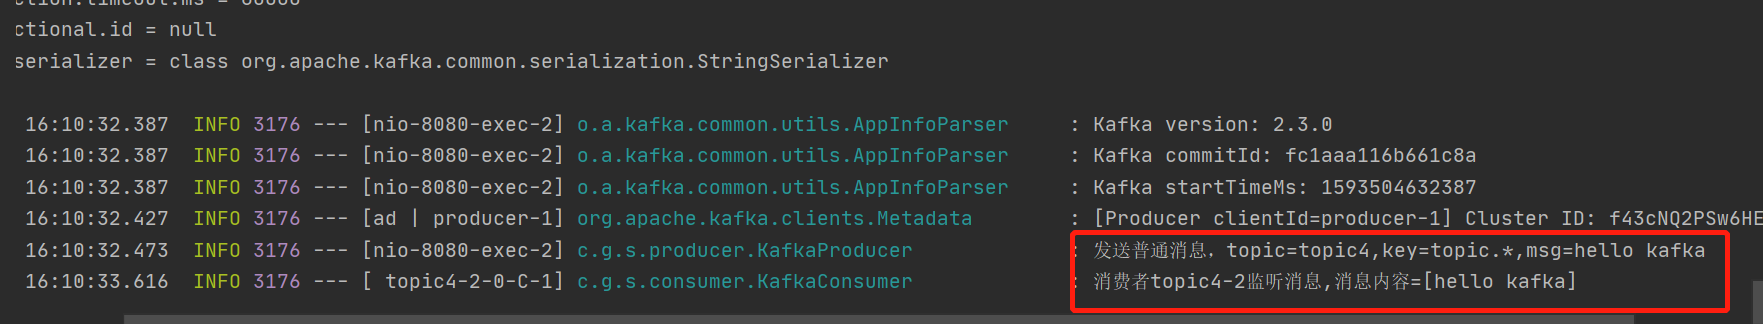 ction.timeout.ms = 60000
ctional.id = null
serializer = class org.apache.kafka.common.serialization.StringSerializer
16:10:32.387  INFO 3176 --- [nio-8080-exec-2] o.a.kafka.common.utils.AppInfoParser     : Kafka version: 2.3.0
16:10:32.387  INFO 3176 --- [nio-8080-exec-2] o.a.kafka.common.utils.AppInfoParser     : Kafka commitId: fc1aaa116b661c8a
16:10:32.387  INFO 3176 --- [nio-8080-exec-2] o.a.kafka.common.utils.AppInfoParser     : Kafka startTimeMs: 1593504632387
16:10:32.427  INFO 3176 --- [ad | producer-1] org.apache.kafka.clients.Metadata        : [Producer clientId=producer-1] Cluster ID: f43cNQ2PSw6HE
16:10:32.473  INFO 3176 --- [nio-8080-exec-2] c.g.s.producer.KafkaProducer             : 发送普通消息，topic=topic4,key=topic.*,msg=hello kafka
16:10:33.616  INFO 3176 --- [ topic4-2-0-C-1] c.g.s.consumer.KafkaConsumer             : 消费者topic4-2监听消息,消息内容=[hello kafka]